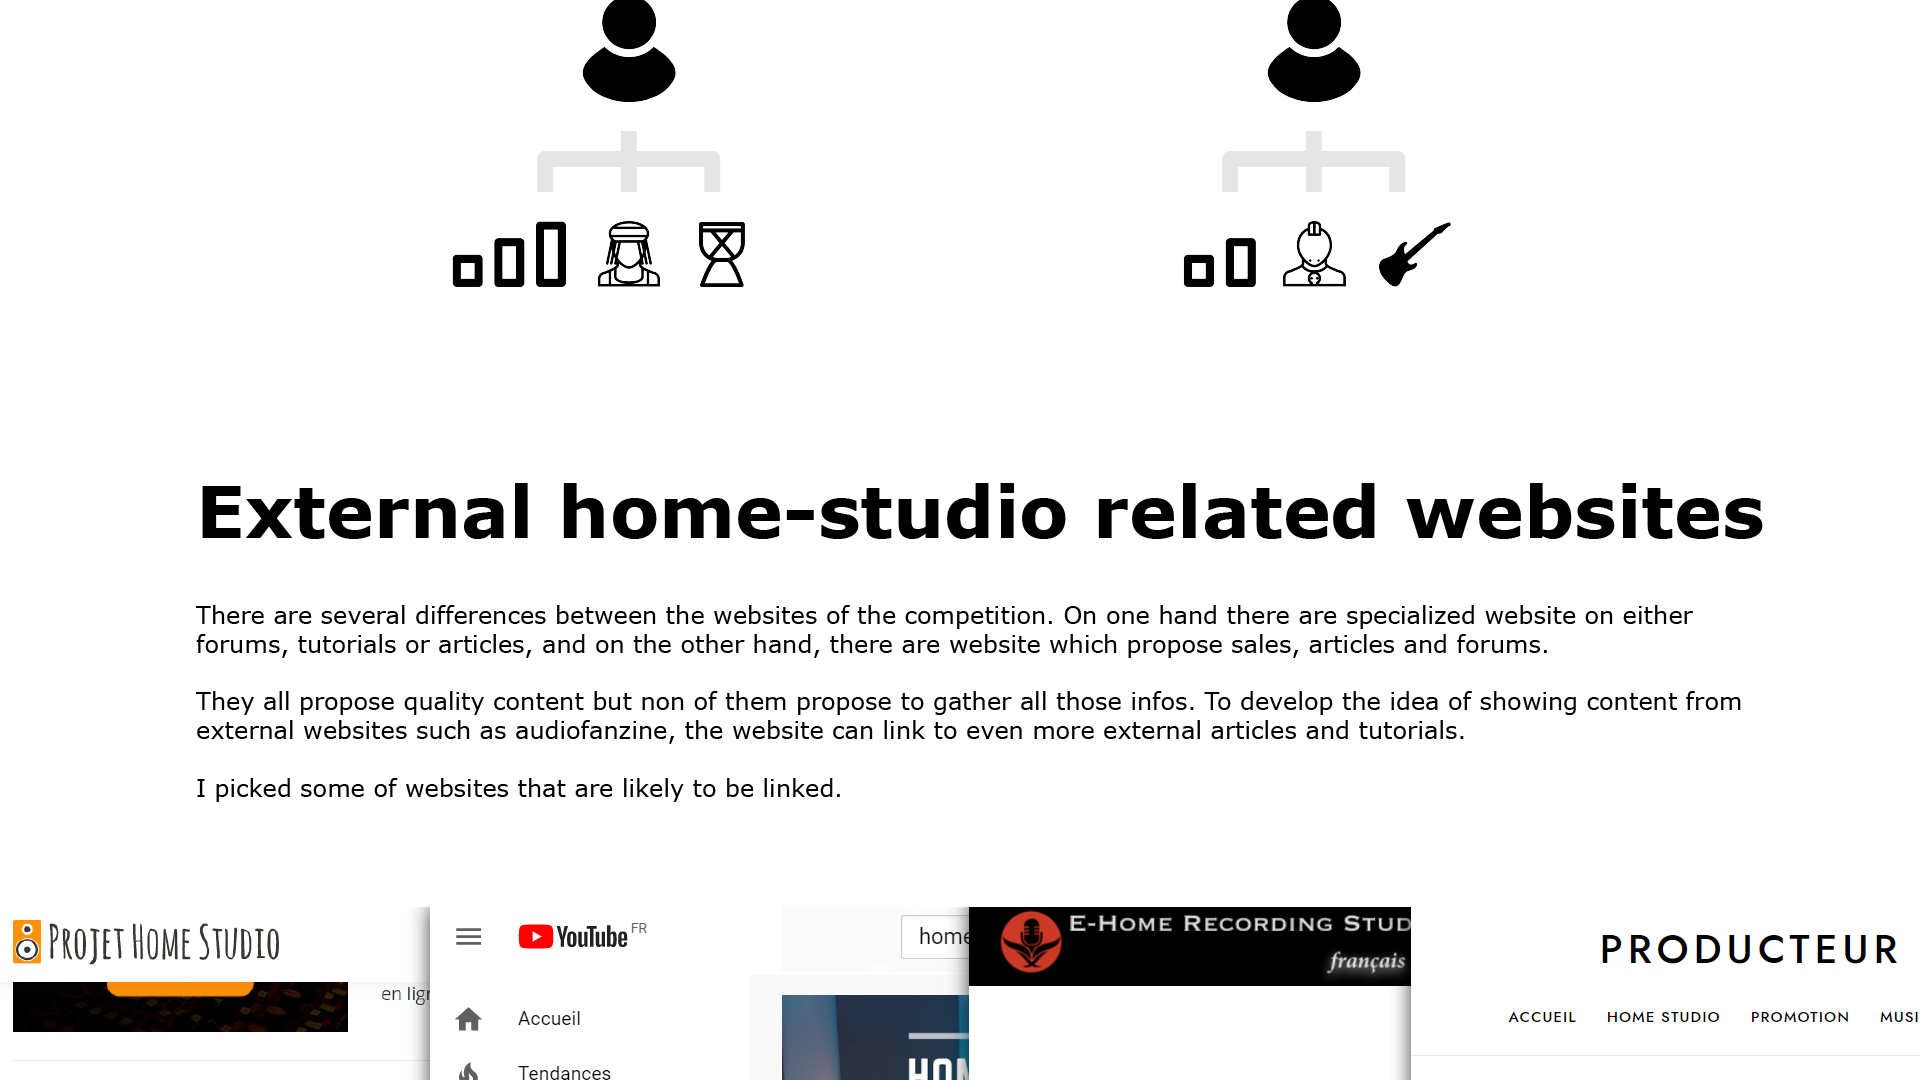 External home-studio related websites
There are several differences between the websites of the competition. On one hand there are specialized website on either
forums, tutorials or articles, and on the other hand, there are website which propose sales, articles and forums.
They all propose quality content but non of them propose to gather all those infos. To develop the idea of showing content from
external websites such as audiofanzine, the website can link to even more external articles and tutorials.
I picked some of websites that are likely to be linked.
PROJET HOME STUDIO
en lig
YouTube FR
home
Accueil
Tendances
HOM
E-HOME RECORDING STUD
français
PRODUCTEUR
ACCUEIL HOME STUDIO PROMOTION MUSI